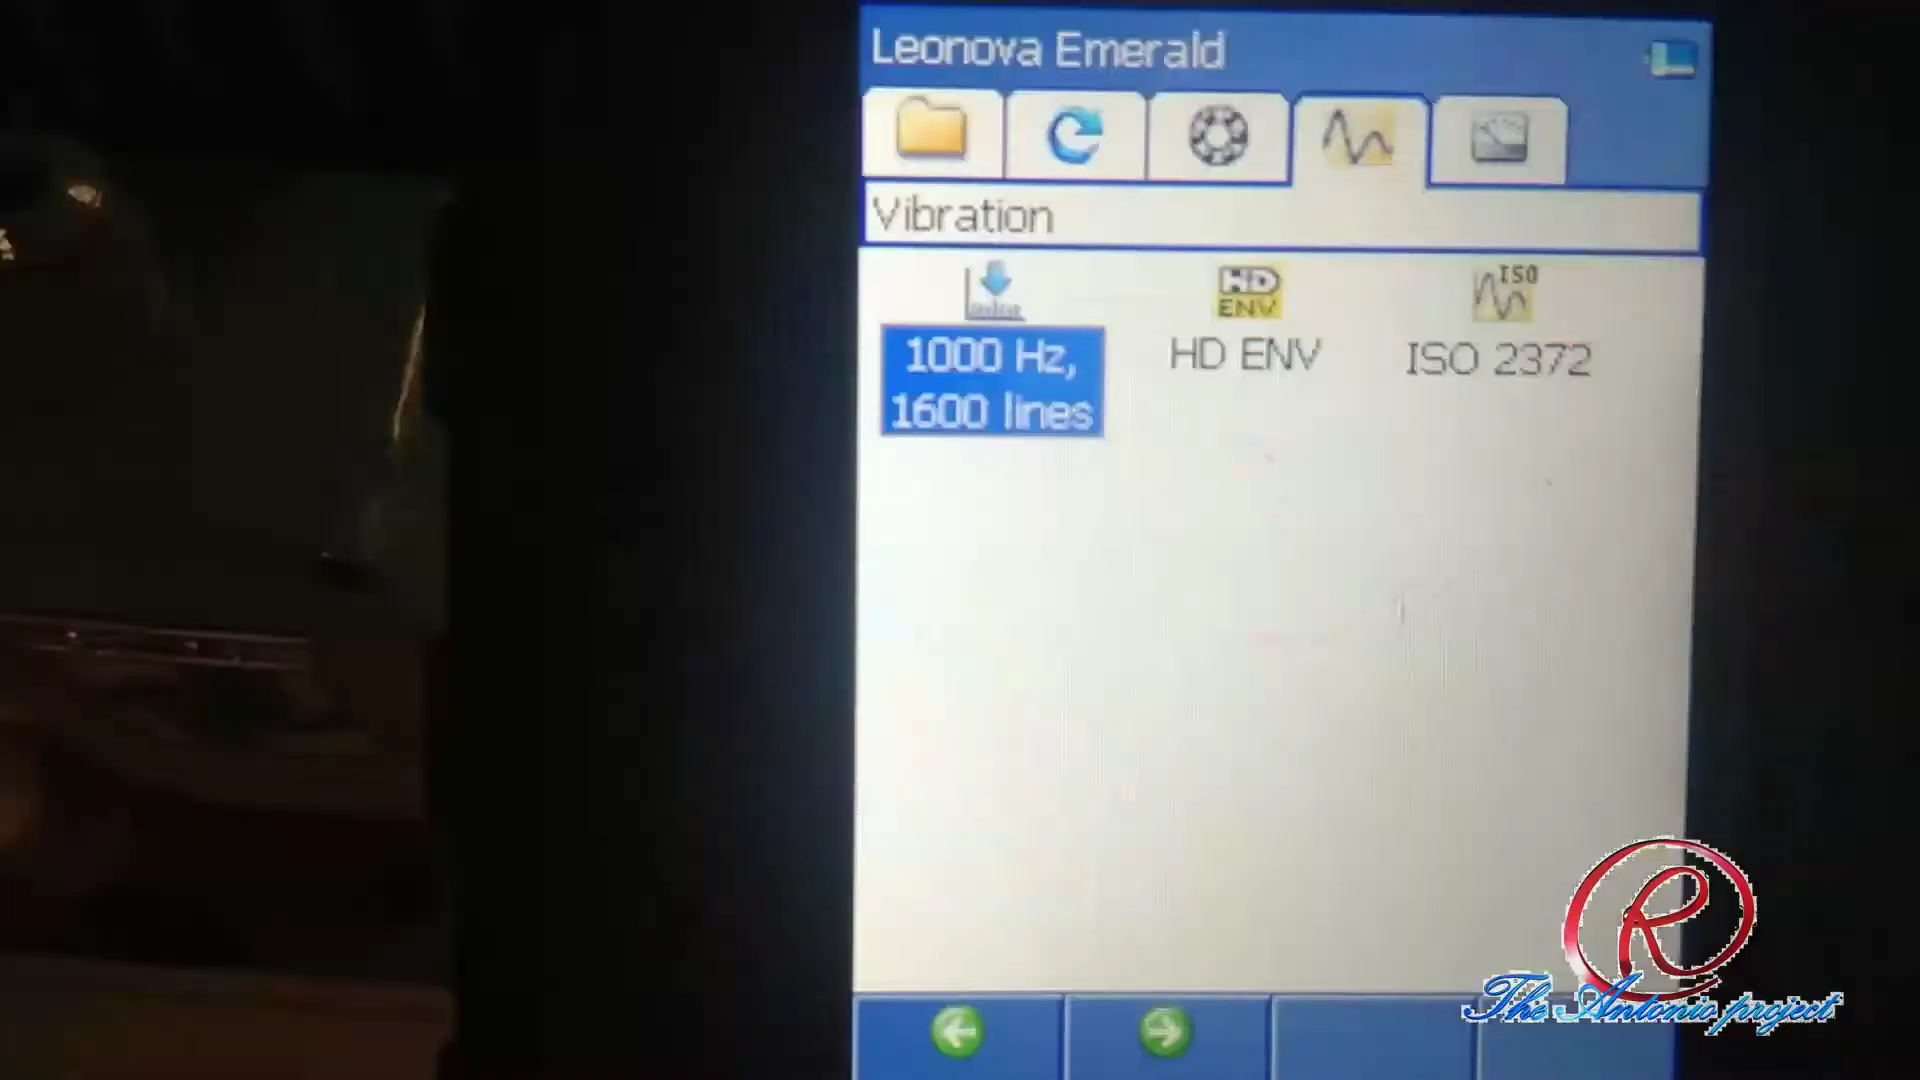 Leonova Emerald
Vibration
HD
ENV
ISO
1000 Hz,
1600 lines
HD ENV
ISO 2372
R
The Antonio project